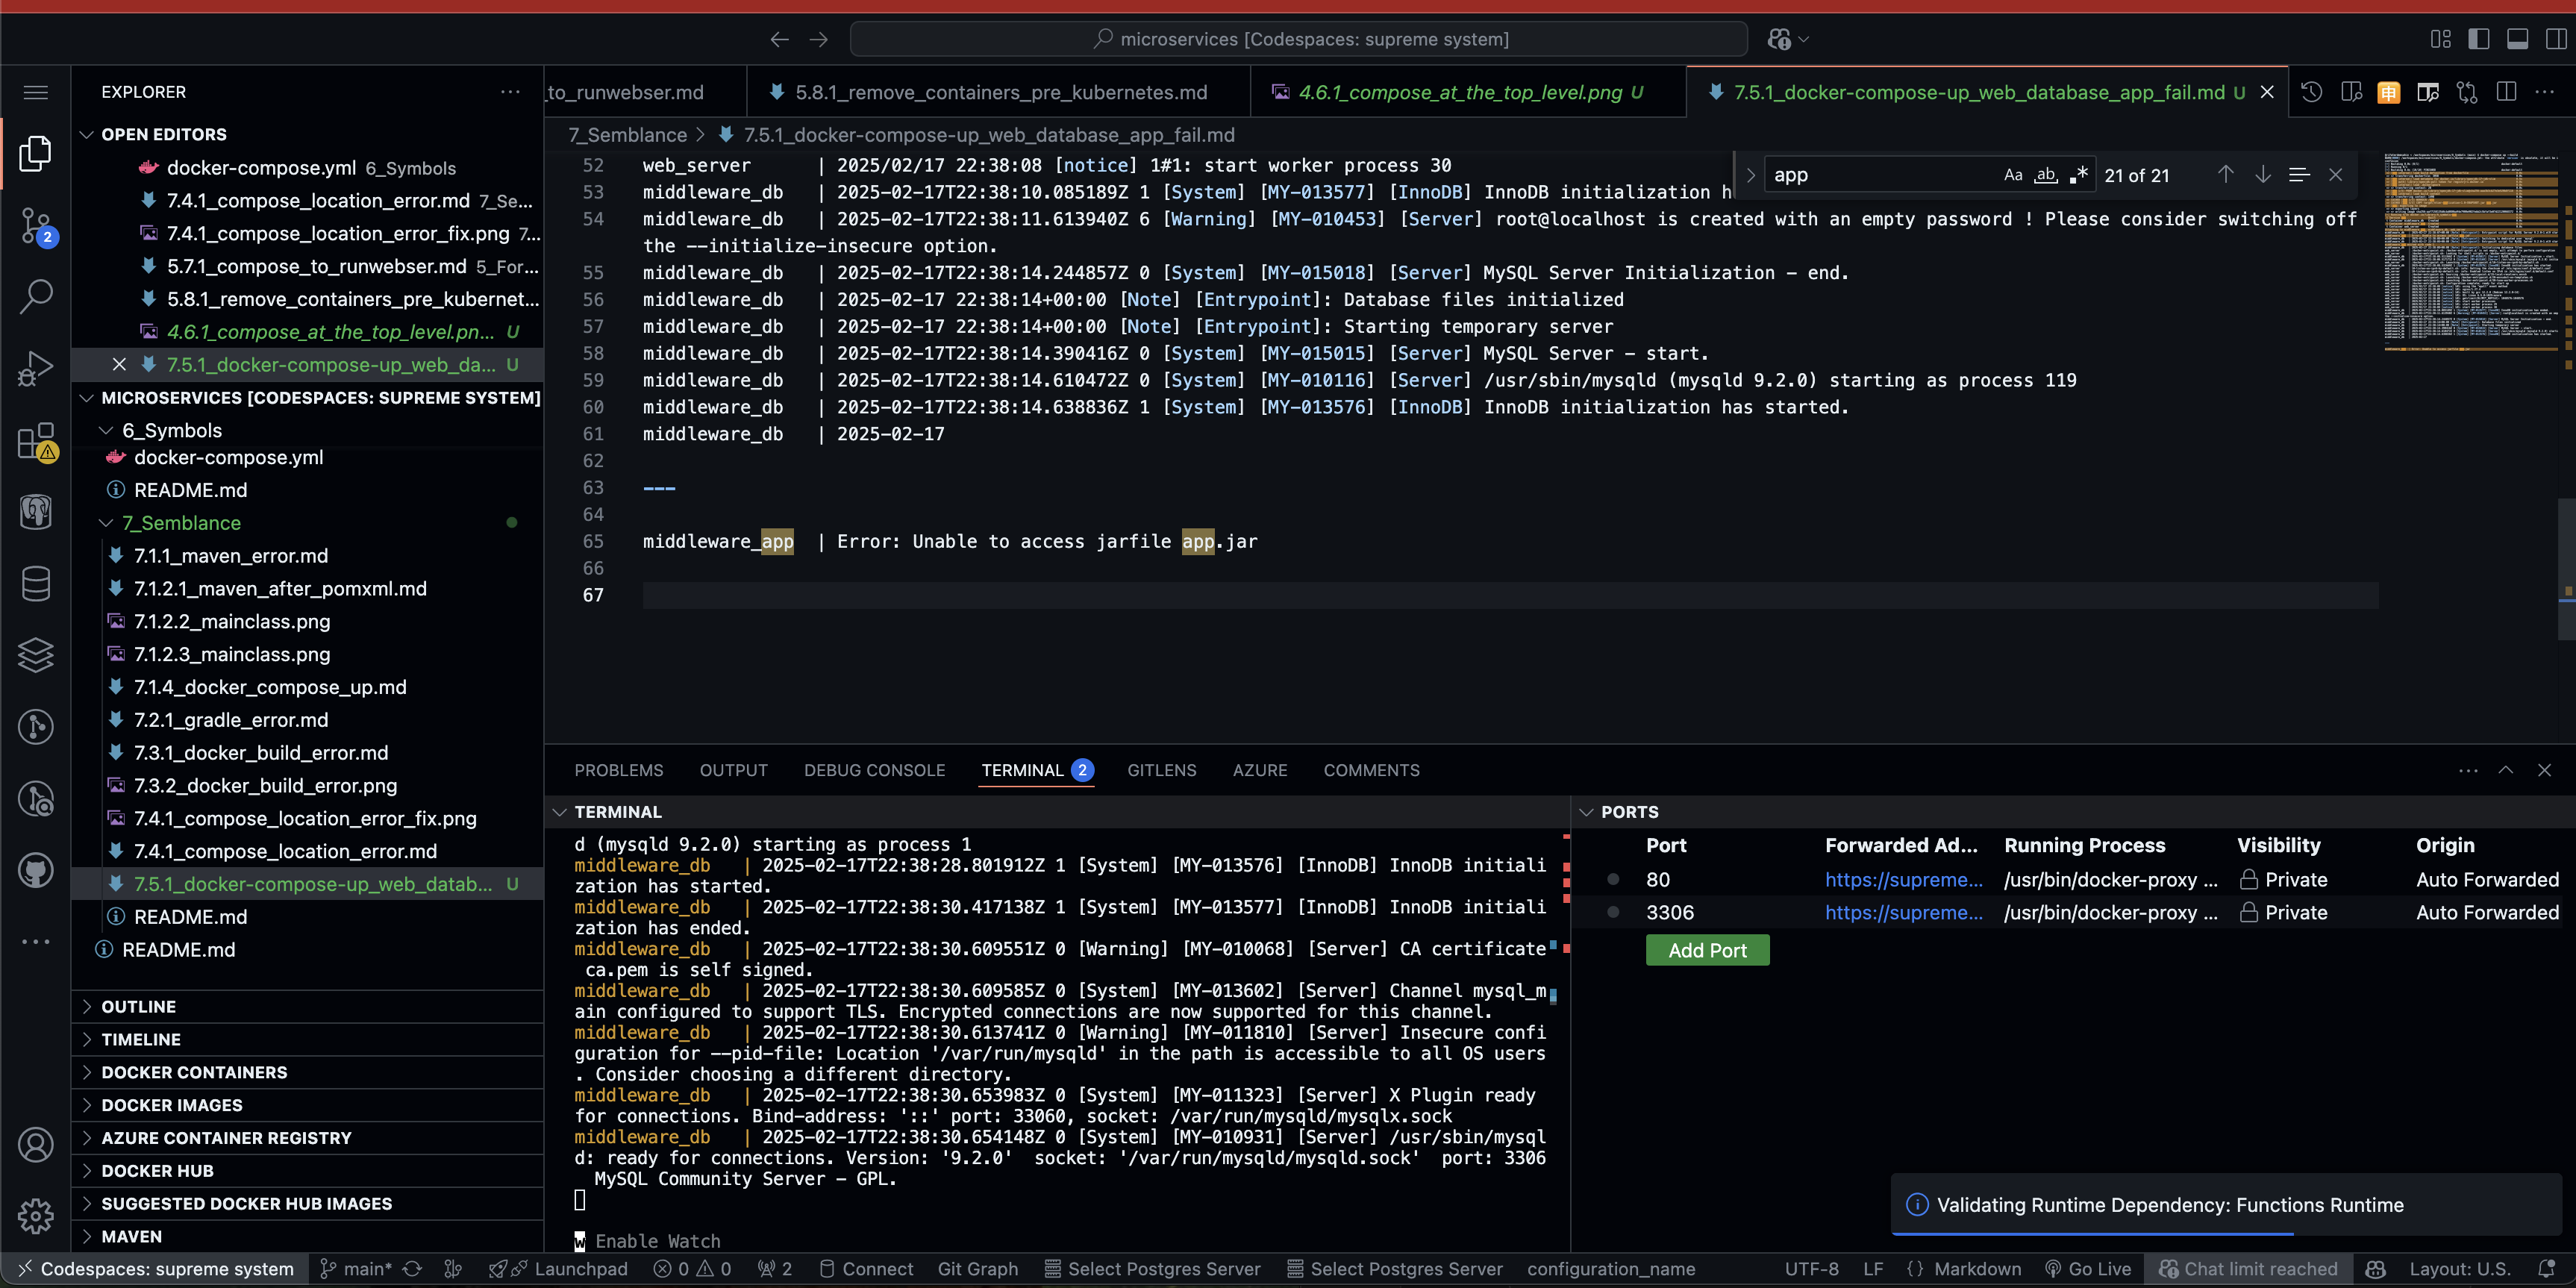 microservices [Codespaces: supreme system]
EXPLORER
to_runwebser.md
5.8.1_remove_containers_pre_kubernetes.md
4.6.1_compose_at_the_top_level.png U
7.5.1_docker-compose-up_web_database_app_fail.md U
OPEN EDITORS
docker-compose.yml 6_Symbols
7.4.1_compose_location_error.md 7_Se...
7.4.1_compose_location_error_fix.png 7...
5.7.1_compose_to_runwebser.md 5_For...
5.8.1_remove_containers_pre_kubernet...
4.6.1_compose_at_the_top_level.pn... U
7.5.1_docker-compose-up_web_da... U
MICROSERVICES [CODESPACES: SUPREME SYSTEM]
6_Symbols
docker-compose.yml
README.md
7_Semblance
7.1.1_maven_error.md
7.1.2.1_maven_after_pomxml.md
7.1.2.2_mainclass.png
7.1.2.3_mainclass.png
7.1.4_docker_compose_up.md
7.2.1_gradle_error.md
7.3.1_docker_build_error.md
7.3.2_docker_build_error.png
7.4.1_compose_location_error_fix.png
7.4.1_compose_location_error.md
7.5.1_docker-compose-up_web_datab... U
README.md
README.md
OUTLINE
TIMELINE
DOCKER CONTAINERS
DOCKER IMAGES
AZURE CONTAINER REGISTRY
DOCKER HUB
SUGGESTED DOCKER HUB IMAGES
MAVEN
2
7_Semblance > 7.5.1_docker-compose-up_web_database_app_fail.md
app Aa ab .* 21 of 21
52 web_server | 2025/02/17 22:38:08 [notice] 1#1: start worker process 30
53 middleware_db | 2025-02-17T22:38:10.085189Z 1 [System] [MY-013577] [InnoDB] InnoDB initialization h
54 middleware_db | 2025-02-17T22:38:11.613940Z 6 [Warning] [MY-010453] [Server] root@localhost is created with an empty password ! Please consider switching off
the --initialize-insecure option.
55 middleware_db | 2025-02-17T22:38:14.244857Z 0 [System] [MY-015018] [Server] MySQL Server Initialization - end.
56 middleware_db | 2025-02-17 22:38:14+00:00 [Note] [Entrypoint]: Database files initialized
57 middleware_db | 2025-02-17 22:38:14+00:00 [Note] [Entrypoint]: Starting temporary server
58 middleware_db | 2025-02-17T22:38:14.390416Z 0 [System] [MY-015015] [Server] MySQL Server - start.
59 middleware_db | 2025-02-17T22:38:14.610472Z 0 [System] [MY-010116] [Server] /usr/sbin/mysqld (mysqld 9.2.0) starting as process 119
60 middleware_db | 2025-02-17T22:38:14.638836Z 1 [System] [MY-013576] [InnoDB] InnoDB initialization has started.
61 middleware_db | 2025-02-17
62
63 ---
64
65 middleware_app | Error: Unable to access jarfile app.jar
66
67
PROBLEMS OUTPUT DEBUG CONSOLE TERMINAL 2 GITLENS AZURE COMMENTS
TERMINAL
d (mysqld 9.2.0) starting as process 1
middleware_db | 2025-02-17T22:38:28.801912Z 1 [System] [MY-013576] [InnoDB] InnoDB initiali
zation has started.
middleware_db | 2025-02-17T22:38:30.417138Z 1 [System] [MY-013577] [InnoDB] InnoDB initiali
zation has ended.
middleware_db | 2025-02-17T22:38:30.609551Z 0 [Warning] [MY-010068] [Server] CA certificate
ca.pem is self signed.
middleware_db | 2025-02-17T22:38:30.609585Z 0 [System] [MY-013602] [Server] Channel mysql_m
ain configured to support TLS. Encrypted connections are now supported for this channel.
middleware_db | 2025-02-17T22:38:30.613741Z 0 [Warning] [MY-011810] [Server] Insecure confi
guration for --pid-file: Location '/var/run/mysqld' in the path is accessible to all OS users
. Consider choosing a different directory.
middleware_db | 2025-02-17T22:38:30.653983Z 0 [System] [MY-011323] [Server] X Plugin ready
for connections. Bind-address: '::' port: 33060, socket: /var/run/mysqld/mysqlx.sock
middleware_db | 2025-02-17T22:38:30.654148Z 0 [System] [MY-010931] [Server] /usr/sbin/mysql
d: ready for connections. Version: '9.2.0' socket: '/var/run/mysqld/mysqld.sock' port: 3306
MySQL Community Server - GPL.
w Enable Watch
PORTS
Port Forwarded Ad... Running Process Visibility Origin
80 https://supreme... /usr/bin/docker-proxy ... Private Auto Forwarded
3306 https://supreme... /usr/bin/docker-proxy ... Private Auto Forwarded
Add Port
Validating Runtime Dependency: Functions Runtime
Codespaces: supreme system main* Launchpad 0 0 2 Connect Git Graph Select Postgres Server Select Postgres Server configuration_name UTF-8 LF {} Markdown Go Live Chat limit reached Layout: U.S.